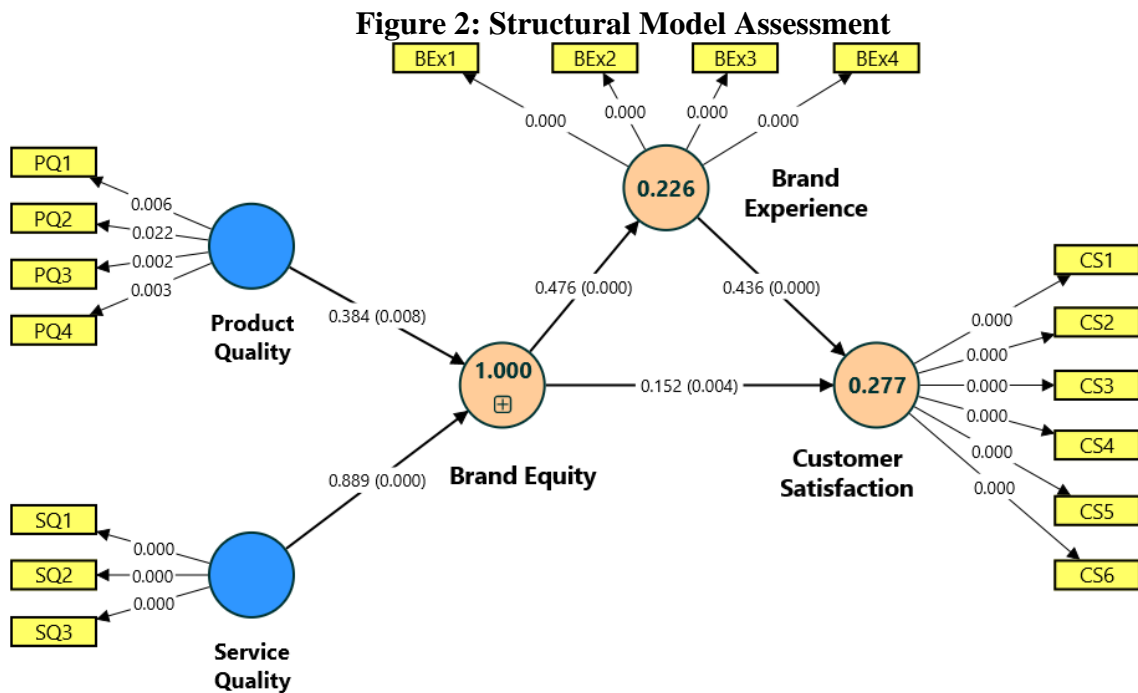 Figure 2: Structural Model Assessment
BEx1
BEx2
BEx3
BEx4
0.000
0.000
0.000
0.000
0.226
Brand
Experience
PQ1
PQ2
PQ3
PQ4
0.006
0.022
0.002
0.003
Product
Quality
0.384 (0.008)
0.476 (0.000)
0.436 (0.000)
1.000
Brand Equity
0.152 (0.004)
0.889 (0.000)
0.277
Customer
Satisfaction
CS1
CS2
CS3
CS4
CS5
CS6
0.000
0.000
0.000
0.000
0.000
0.000
SQ1
SQ2
SQ3
0.000
0.000
0.000
Service
Quality